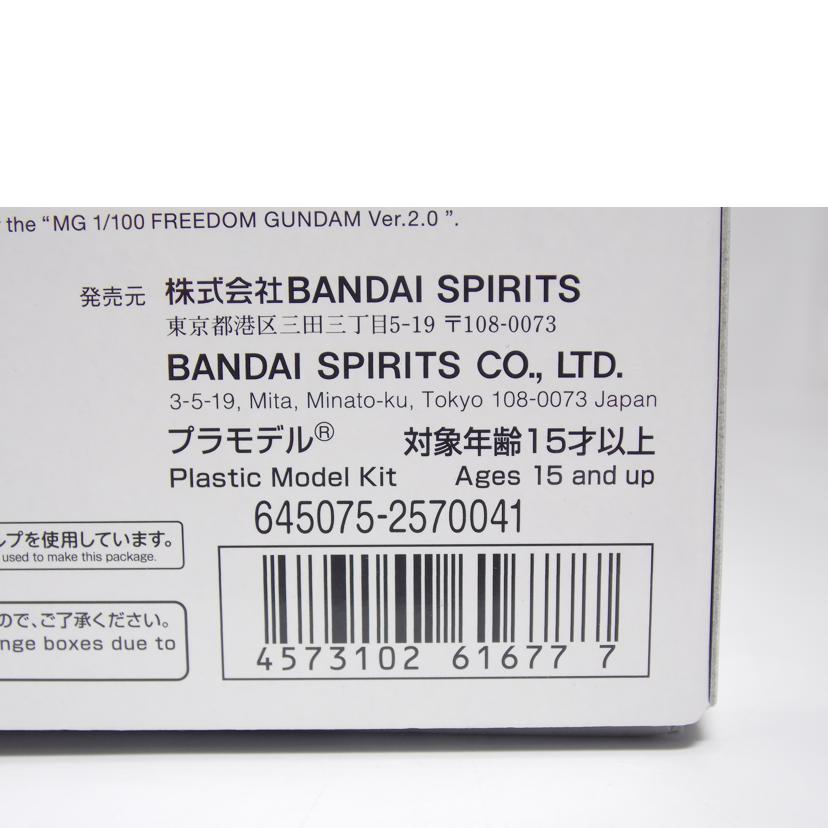 the “MG 1/100 FREEDOM GUNDAM Ver.2.0 ”.
発売元 株式会社BANDAI SPIRITS
東京都港区三田三丁目5-19 〒108-0073
BANDAI SPIRITS CO., LTD.
3-5-19, Mita, Minato-ku, Tokyo 108-0073 Japan
プラモデル® 対象年齢15才以上
Plastic Model Kit Ages 15 and up
645075-2570041
ルプを使用しています。
used to make this package.
ので、ご了承ください。
nge boxes due to
4573102 61677 7